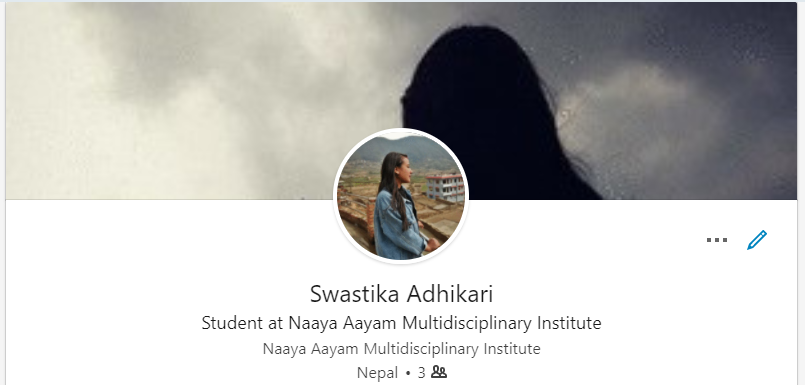 Swastika Adhikari
Student at Naaya Aayam Multidisciplinary Institute
Naaya Aayam Multidisciplinary Institute
Nepal • 3